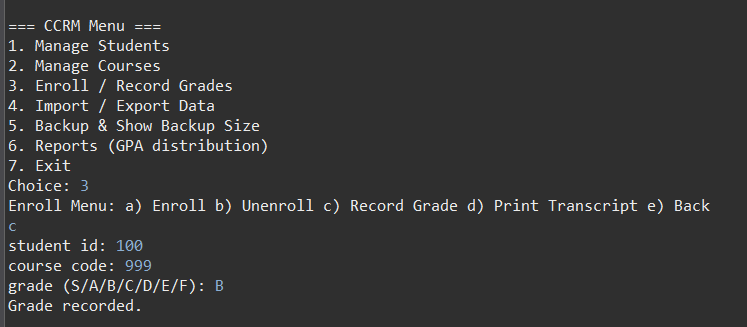 === CCRM Menu ===
1. Manage Students
2. Manage Courses
3. Enroll / Record Grades
4. Import / Export Data
5. Backup & Show Backup Size
6. Reports (GPA distribution)
7. Exit
Choice: 3
Enroll Menu: a) Enroll b) Unenroll c) Record Grade d) Print Transcript e) Back
c
student id: 100
course code: 999
grade (S/A/B/C/D/E/F): B
Grade recorded.